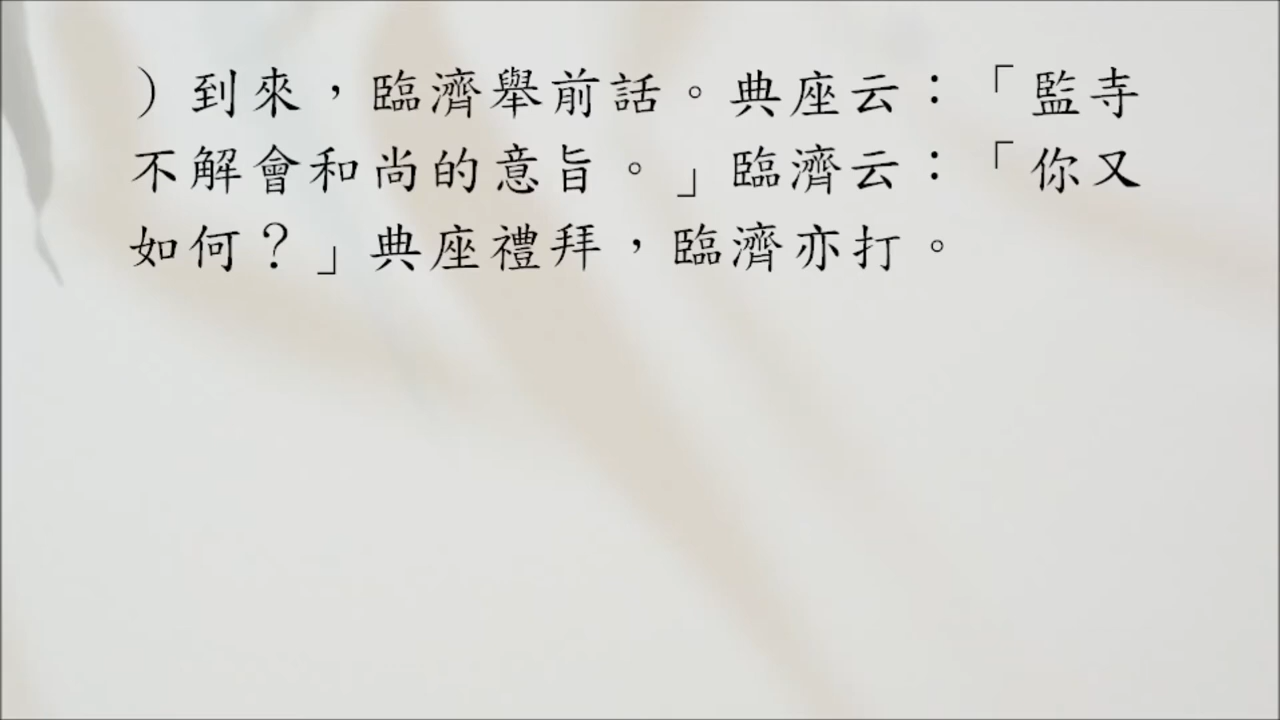 ）到來，臨濟舉前話。典座云：「監寺
不解會和尚的意旨。」臨濟云：「你又
如何？」典座禮拜，臨濟亦打。